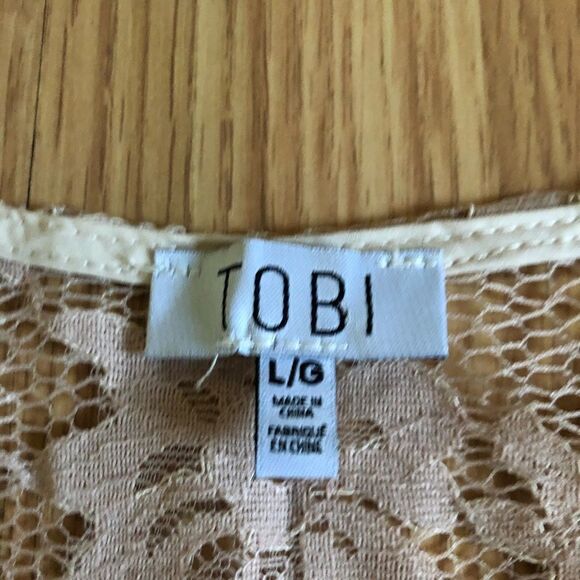 TOBI
L/G
MADE IN
CHINA
FABRIQUÉ
EN CHINE